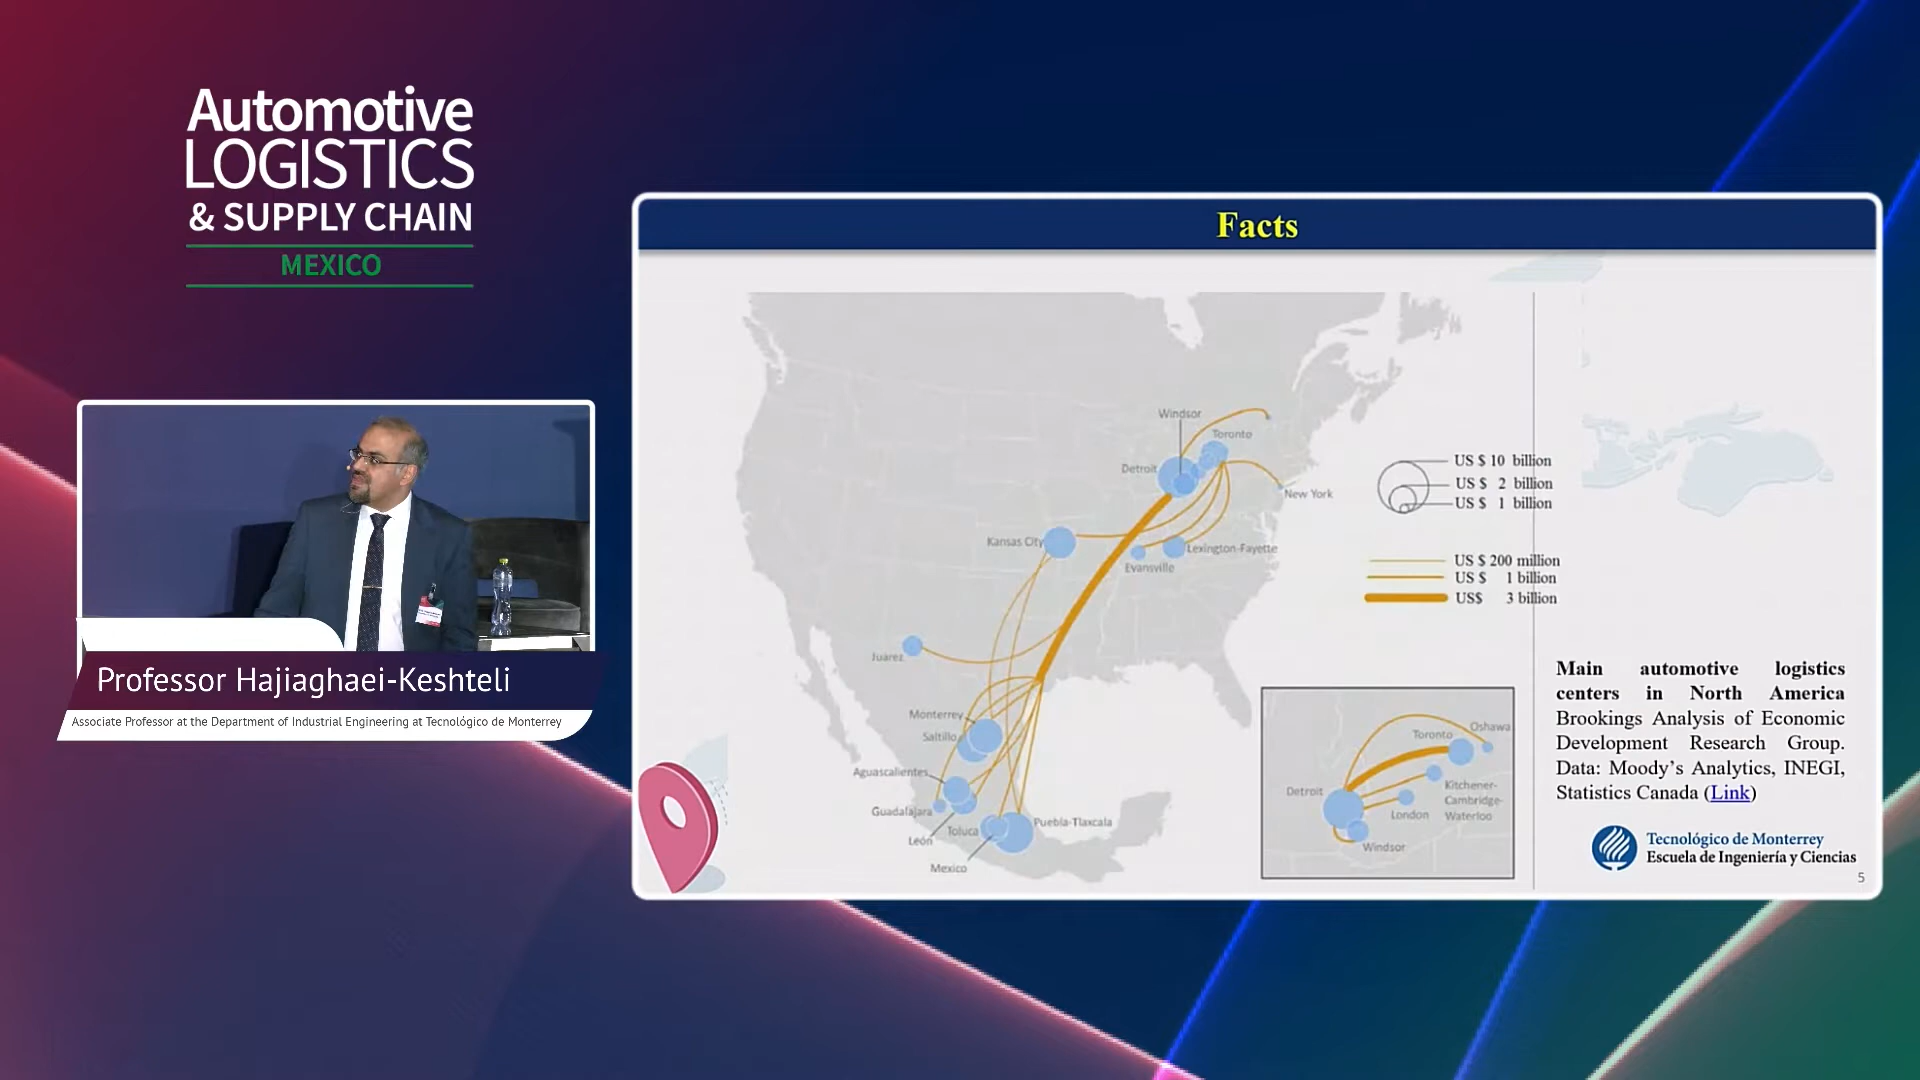 Automotive
LOGISTICS
& SUPPLY CHAIN
MEXICO
Professor Hajiaghaei-Keshteli
Associate Professor at the Department of Industrial Engineering at Tecnológico de Monterrey
Facts
Windsor
Toronto
Detroit
New York
Kansas City
Lexington-Fayette
Evansville
Juarez
Monterrey
Saltillo
Aguascalientes
Guadalajara
León
Toluca
Puebla-Tlaxcala
Mexico
US $ 10 billion
US $ 2 billion
US $ 1 billion
US $ 200 million
US $ 1 billion
US$ 3 billion
Oshawa
Toronto
Detroit
Kitchener-
Cambridge-
Waterloo
London
Windsor
Main automotive logistics
centers in North America
Brookings Analysis of Economic
Development Research Group.
Data: Moody's Analytics, INEGI,
Statistics Canada (Link)
Tecnológico de Monterrey
Escuela de Ingeniería y Ciencias
5